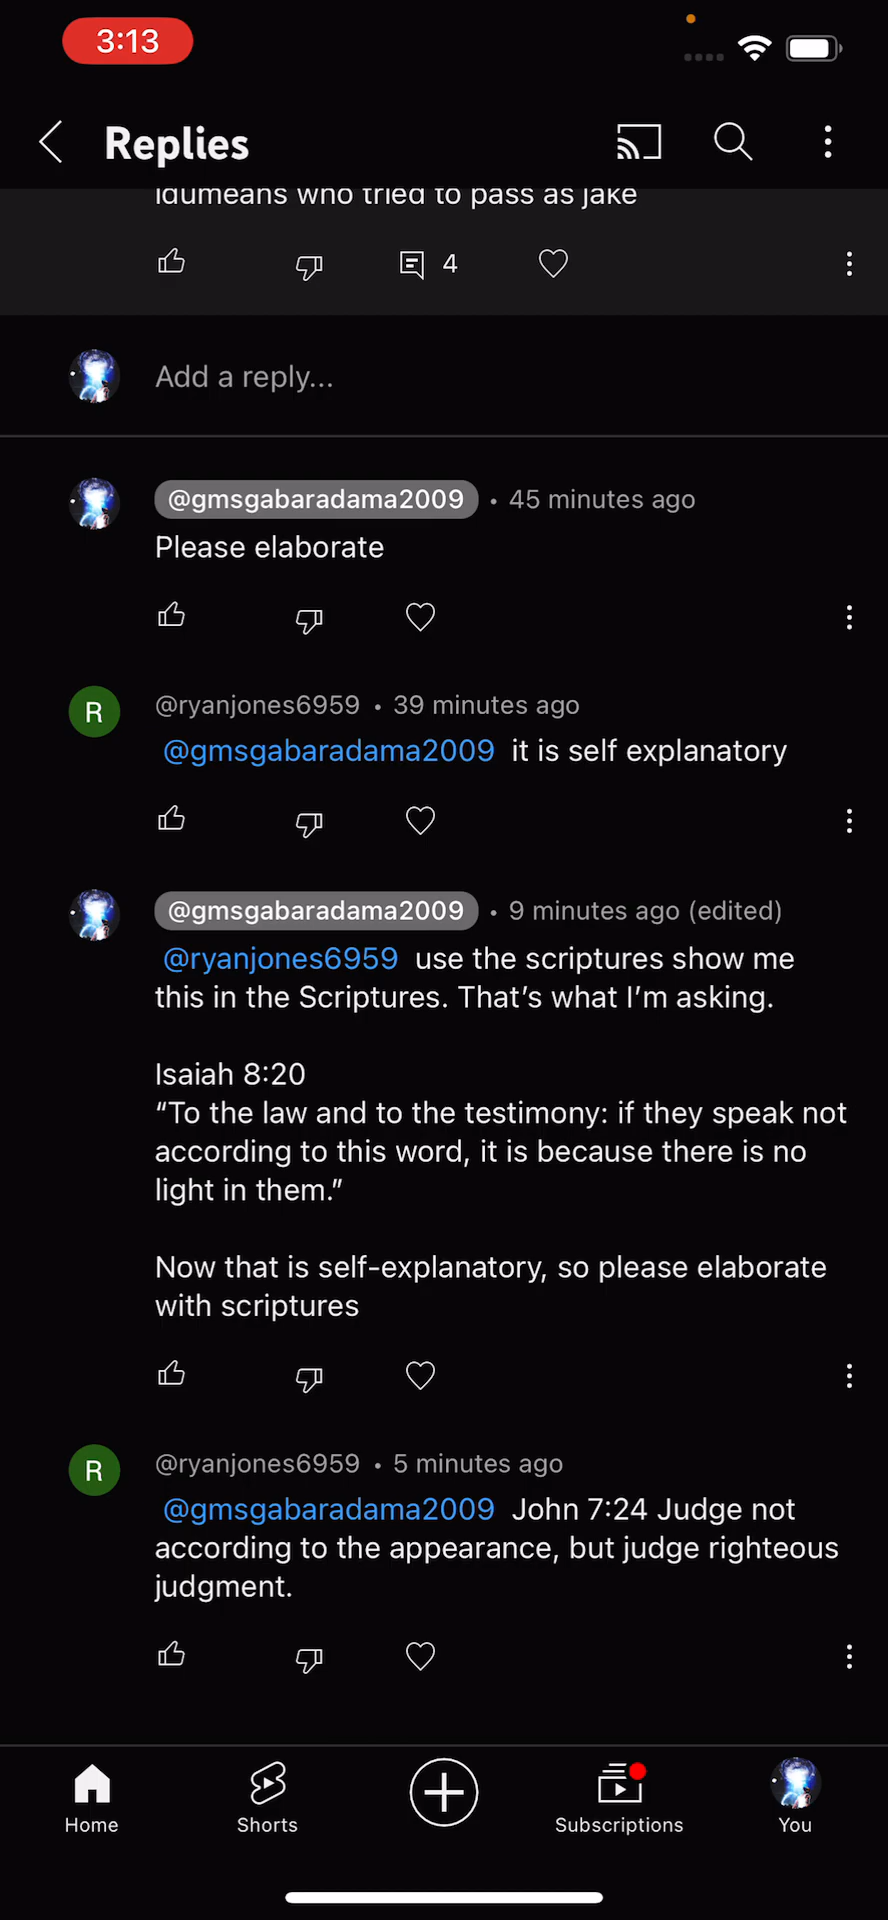 3:13
Replies
Idumeans who tried to pass as jake
4
Add a reply...
@gmsgabaradama2009 • 45 minutes ago
Please elaborate
R
@ryanjones6959 • 39 minutes ago
@gmsgabaradama2009 it is self explanatory
@gmsgabaradama2009 • 9 minutes ago (edited)
@ryanjones6959 use the scriptures show me
this in the Scriptures. That’s what I’m asking.
Isaiah 8:20
“To the law and to the testimony: if they speak not
according to this word, it is because there is no
light in them.”
Now that is self-explanatory, so please elaborate
with scriptures
R
@ryanjones6959 • 5 minutes ago
@gmsgabaradama2009 John 7:24 Judge not
according to the appearance, but judge righteous
judgment.
Home
Shorts
Subscriptions
You